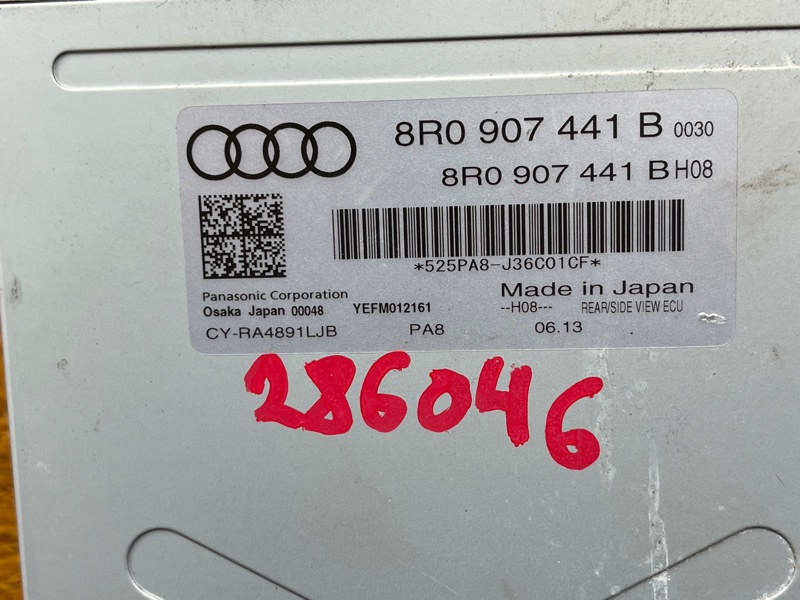 8R0 907 441 B 0030
8R0 907 441 B H08
*525PA8-J36C01CF*
Panasonic Corporation
Made in Japan
Osaka Japan 00048 YEFM012161 --H08--- REAR/SIDE VIEW ECU
CY-RA4891LJB PA8 06.13
286046